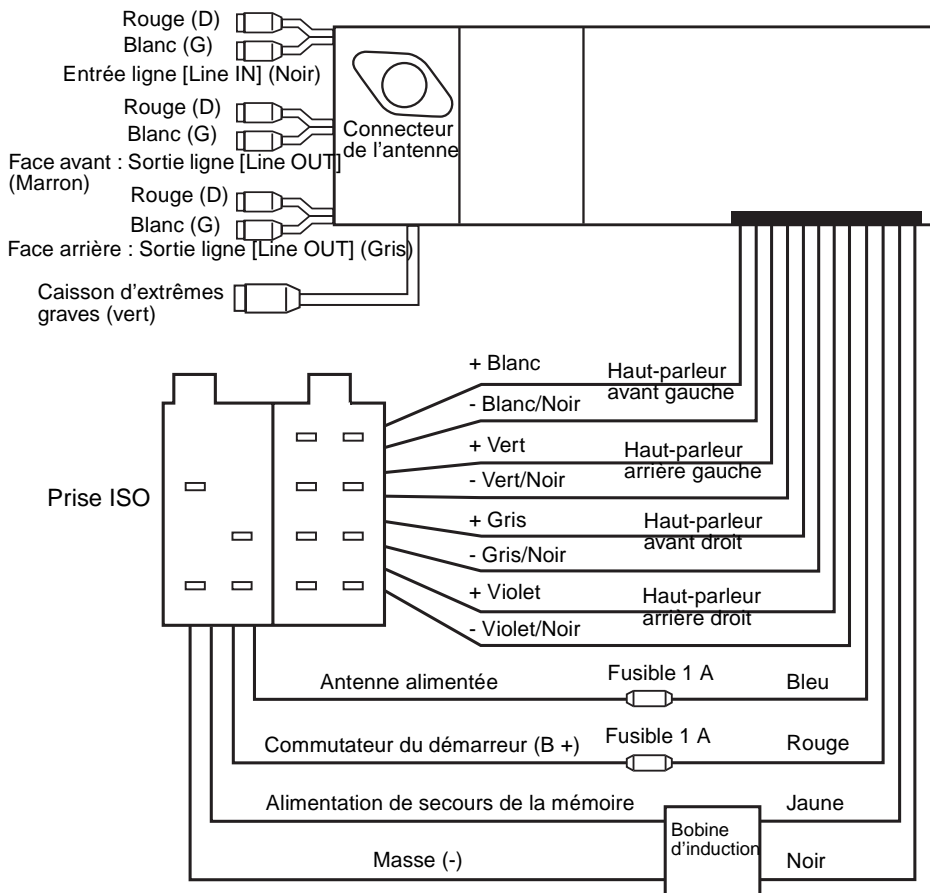 Rouge (D)
Blanc (G)
Entrée ligne [Line IN] (Noir)
Rouge (D)
Blanc (G)
Face avant : Sortie ligne [Line OUT]
(Marron)
Rouge (D)
Blanc (G)
Face arrière : Sortie ligne [Line OUT] (Gris)
Caisson d'extrêmes
graves (vert)
Connecteur
de l'antenne
Prise ISO
+ Blanc
- Blanc/Noir
Haut-parleur
avant gauche
+ Vert
- Vert/Noir
Haut-parleur
arrière gauche
+ Gris
- Gris/Noir
Haut-parleur
avant droit
+ Violet
- Violet/Noir
Haut-parleur
arrière droit
Antenne alimentée
Fusible 1 A
Bleu
Commutateur du démarreur (B +)
Fusible 1 A
Rouge
Alimentation de secours de la mémoire
Jaune
Bobine
d'induction
Masse (-)
Noir